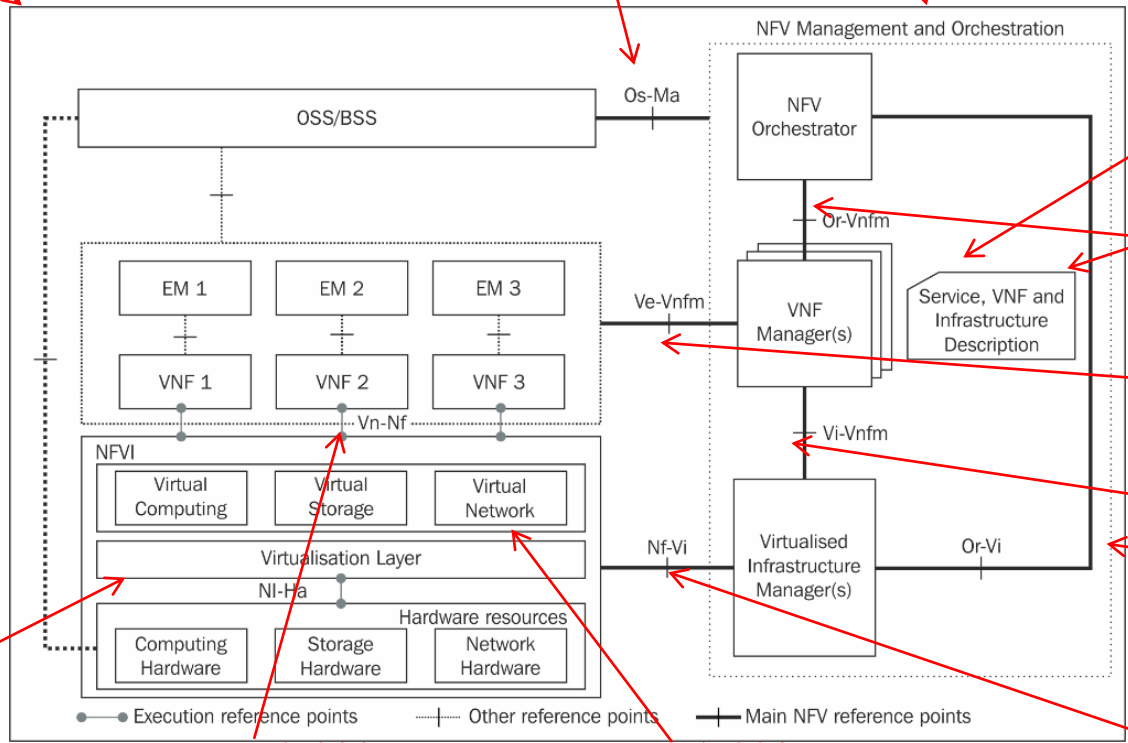 NFV Management and Orchestration
OSS/BSS
Os-Ma
NFV
Orchestrator
Or-Vnfm
EM 1
EM 2
EM 3
Ve-Vnfm
VNF
Manager(s)
Service, VNF and
Infrastructure
Description
VNF 1
VNF 2
VNF 3
Vn-Nf
Vi-Vnfm
NFVI
Virtual
Computing
Virtual
Storage
Virtual
Network
Virtualisation Layer
Nf-Vi
Virtualised
Infrastructure
Manager(s)
Or-Vi
NI-Ha
Hardware resources
Computing
Hardware
Storage
Hardware
Network
Hardware
Execution reference points
Other reference points
Main NFV reference points